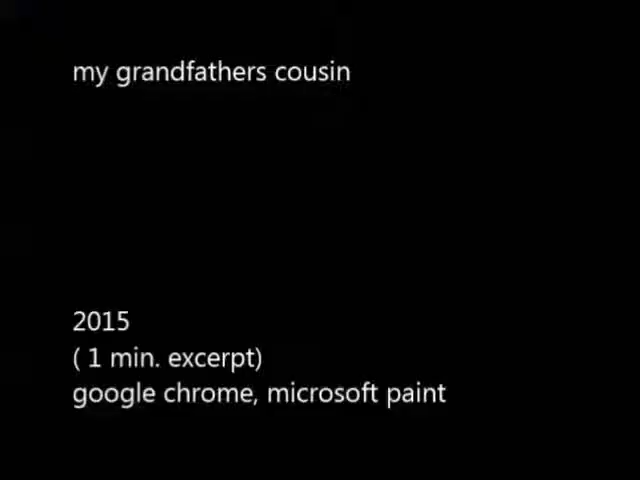 my grandfathers cousin
2015
( 1 min. excerpt)
google chrome, microsoft paint